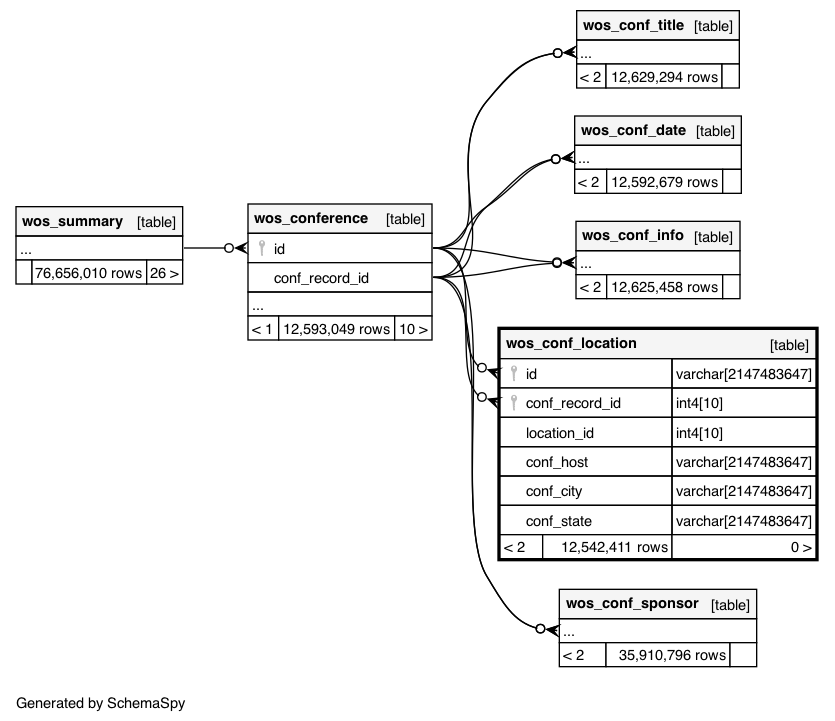 wos_conf_title [table]
...
< 2 12,629,294 rows
wos_conf_date [table]
...
< 2 12,592,679 rows
wos_summary [table]
...
76,656,010 rows 26 >
wos_conference [table]
id
conf_record_id
...
< 1 12,593,049 rows 10 >
wos_conf_info [table]
...
< 2 12,625,458 rows
wos_conf_location [table]
id varchar[2147483647]
conf_record_id int4[10]
location_id int4[10]
conf_host varchar[2147483647]
conf_city varchar[2147483647]
conf_state varchar[2147483647]
< 2 12,542,411 rows 0 >
wos_conf_sponsor [table]
...
< 2 35,910,796 rows
Generated by SchemaSpy